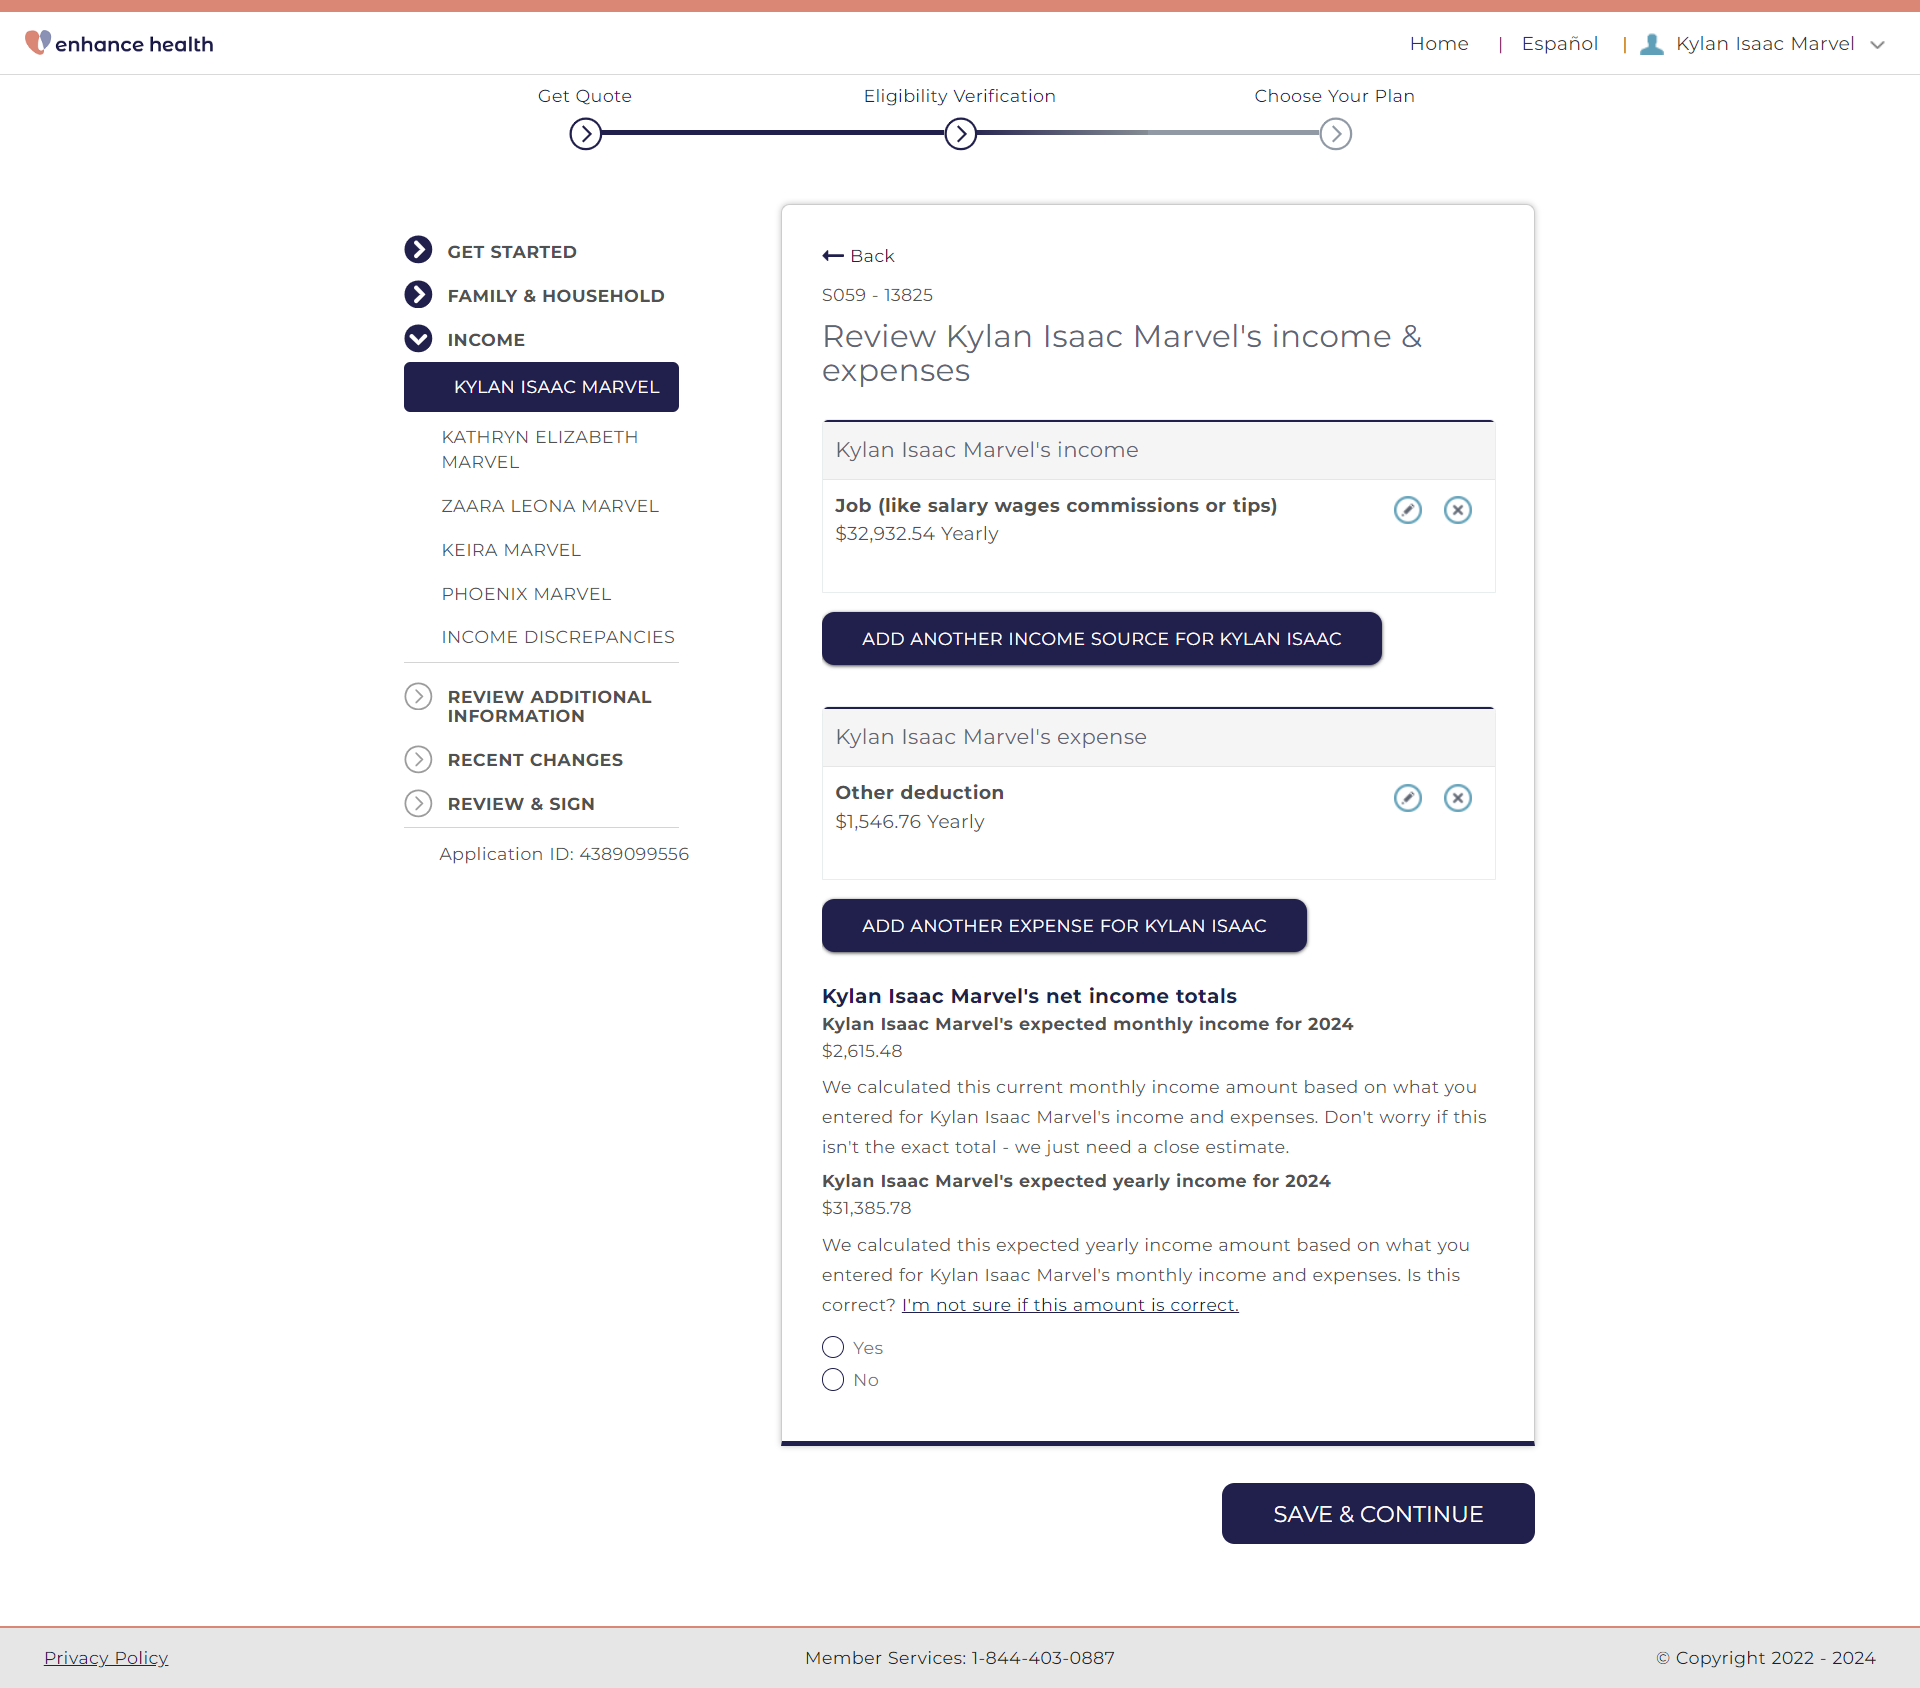 enhance health
Home | Español | Kylan Isaac Marvel
Get Quote
Eligibility Verification
Choose Your Plan
GET STARTED
FAMILY & HOUSEHOLD
INCOME
KYLAN ISAAC MARVEL
KATHRYN ELIZABETH
MARVEL
ZAARA LEONA MARVEL
KEIRA MARVEL
PHOENIX MARVEL
INCOME DISCREPANCIES
REVIEW ADDITIONAL
INFORMATION
RECENT CHANGES
REVIEW & SIGN
Application ID: 4389099556
Back
S059 - 13825
Review Kylan Isaac Marvel's income &
expenses
Kylan Isaac Marvel's income
Job (like salary wages commissions or tips)
$32,932.54 Yearly
ADD ANOTHER INCOME SOURCE FOR KYLAN ISAAC
Kylan Isaac Marvel's expense
Other deduction
$1,546.76 Yearly
ADD ANOTHER EXPENSE FOR KYLAN ISAAC
Kylan Isaac Marvel's net income totals
Kylan Isaac Marvel's expected monthly income for 2024
$2,615.48
We calculated this current monthly income amount based on what you
entered for Kylan Isaac Marvel's income and expenses. Don't worry if this
isn't the exact total - we just need a close estimate.
Kylan Isaac Marvel's expected yearly income for 2024
$31,385.78
We calculated this expected yearly income amount based on what you
entered for Kylan Isaac Marvel's monthly income and expenses. Is this
correct? I'm not sure if this amount is correct.
Yes
No
SAVE & CONTINUE
Privacy Policy
Member Services: 1-844-403-0887
© Copyright 2022 - 2024